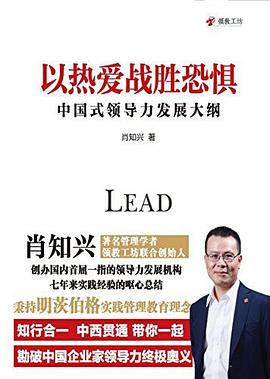 领教工坊
以热爱战胜恐惧
中国式领导力发展大纲
肖知兴 著
LEAD
肖知兴
著名管理学者
领教工坊联合创始人
创办国内首屈一指的领导力发展机构
七年来实践经验的呕心总结
秉持明茨伯格实践管理教育理念
知行合一 中西贯通 带你一起
勘破中国企业家领导力终极奥义